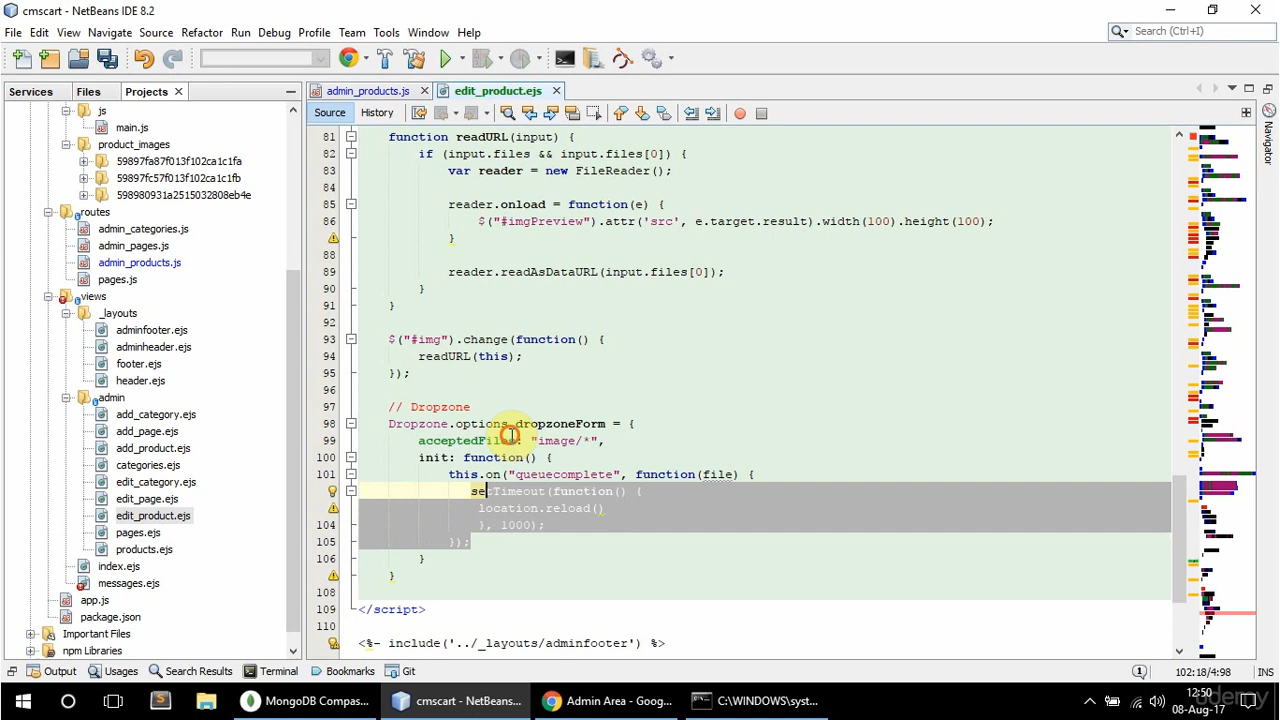 cmscart - NetBeans IDE 8.2
File Edit View Navigate Source Refactor Run Debug Profile Team Tools Window Help
Search (Ctrl+I)
Services Files Projects
admin_products.js edit_product.ejs
Source History
js
main.js
product_images
59897fa87f013f102ca1c1fa
59897fc57f013f102ca1c1fb
598980931a2515032808eb4e
routes
admin_categories.js
admin_pages.js
admin_products.js
pages.js
views
_layouts
adminfooter.ejs
adminheader.ejs
footer.ejs
header.ejs
admin
add_category.ejs
add_page.ejs
add_product.ejs
categories.ejs
edit_category.ejs
edit_page.ejs
edit_product.ejs
pages.ejs
products.ejs
index.ejs
messages.ejs
app.js
package.json
Important Files
npm Libraries
81 function readURL(input) {
82 if (input.files && input.files[0]) {
83 var reader = new FileReader();
84
85 reader.onload = function(e) {
86 $("#imgPreview").attr('src', e.target.result).width(100).height(100);
}
88
89 reader.readAsDataURL(input.files[0]);
90 }
91 }
92
93 $("#img").change(function() {
94 readURL(this);
95 });
96
97 // Dropzone
98 Dropzone.options.dropzoneForm = {
99 acceptedFiles: "image/*",
100 init: function() {
101 this.on("queuecomplete", function(file) {
setTimeout(function() {
location.reload()
104 }, 1000);
105 });
106 }
}
108
109 </script>
110
<%- include('../_layouts/adminfooter') %>
Navigator
Output Usages Search Results Terminal Bookmarks Git
1 102:18/4:98 INS
MongoDB Compas... cmscart - NetBeans ... Admin Area - Goog... C:\WINDOWS\syst...
12:50
08-Aug-17
udemy